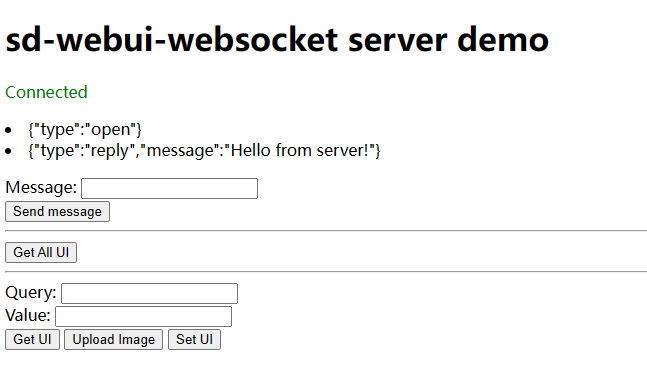 sd-webui-websocket server demo
Connected
• {"type":"open"}
• {"type":"reply","message":"Hello from server!"}
Message:
Send message
Get All UI
Query:
Value:
Get UI Upload Image Set UI